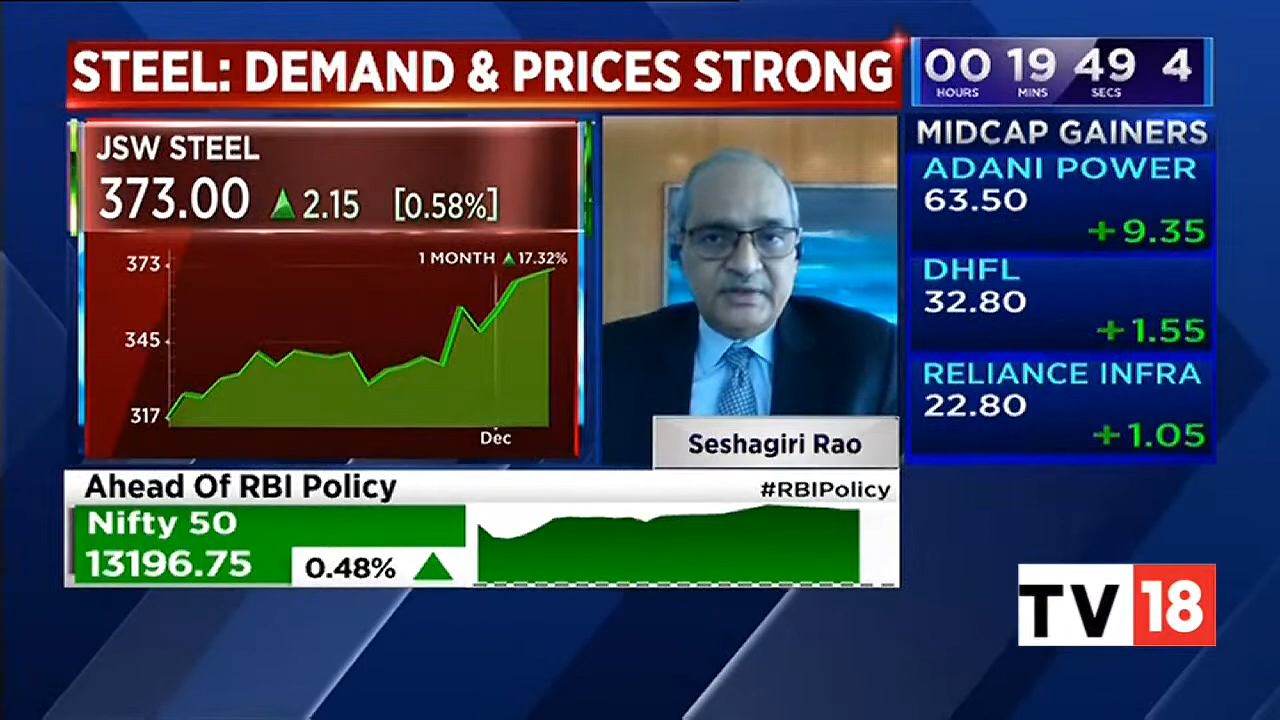 STEEL: DEMAND & PRICES STRONG
00 19 49 4
HOURS MINS SECS
JSW STEEL
373.00 ▲ 2.15 [0.58%]
1 MONTH ▲ 17.32%
373
345
317
Dec
Seshagiri Rao
MIDCAP GAINERS
ADANI POWER
63.50
+9.35
DHFL
32.80
+1.55
RELIANCE INFRA
22.80
+1.05
Ahead Of RBI Policy
#RBIPolicy
Nifty 50
13196.75
0.48% ▲
TV 18